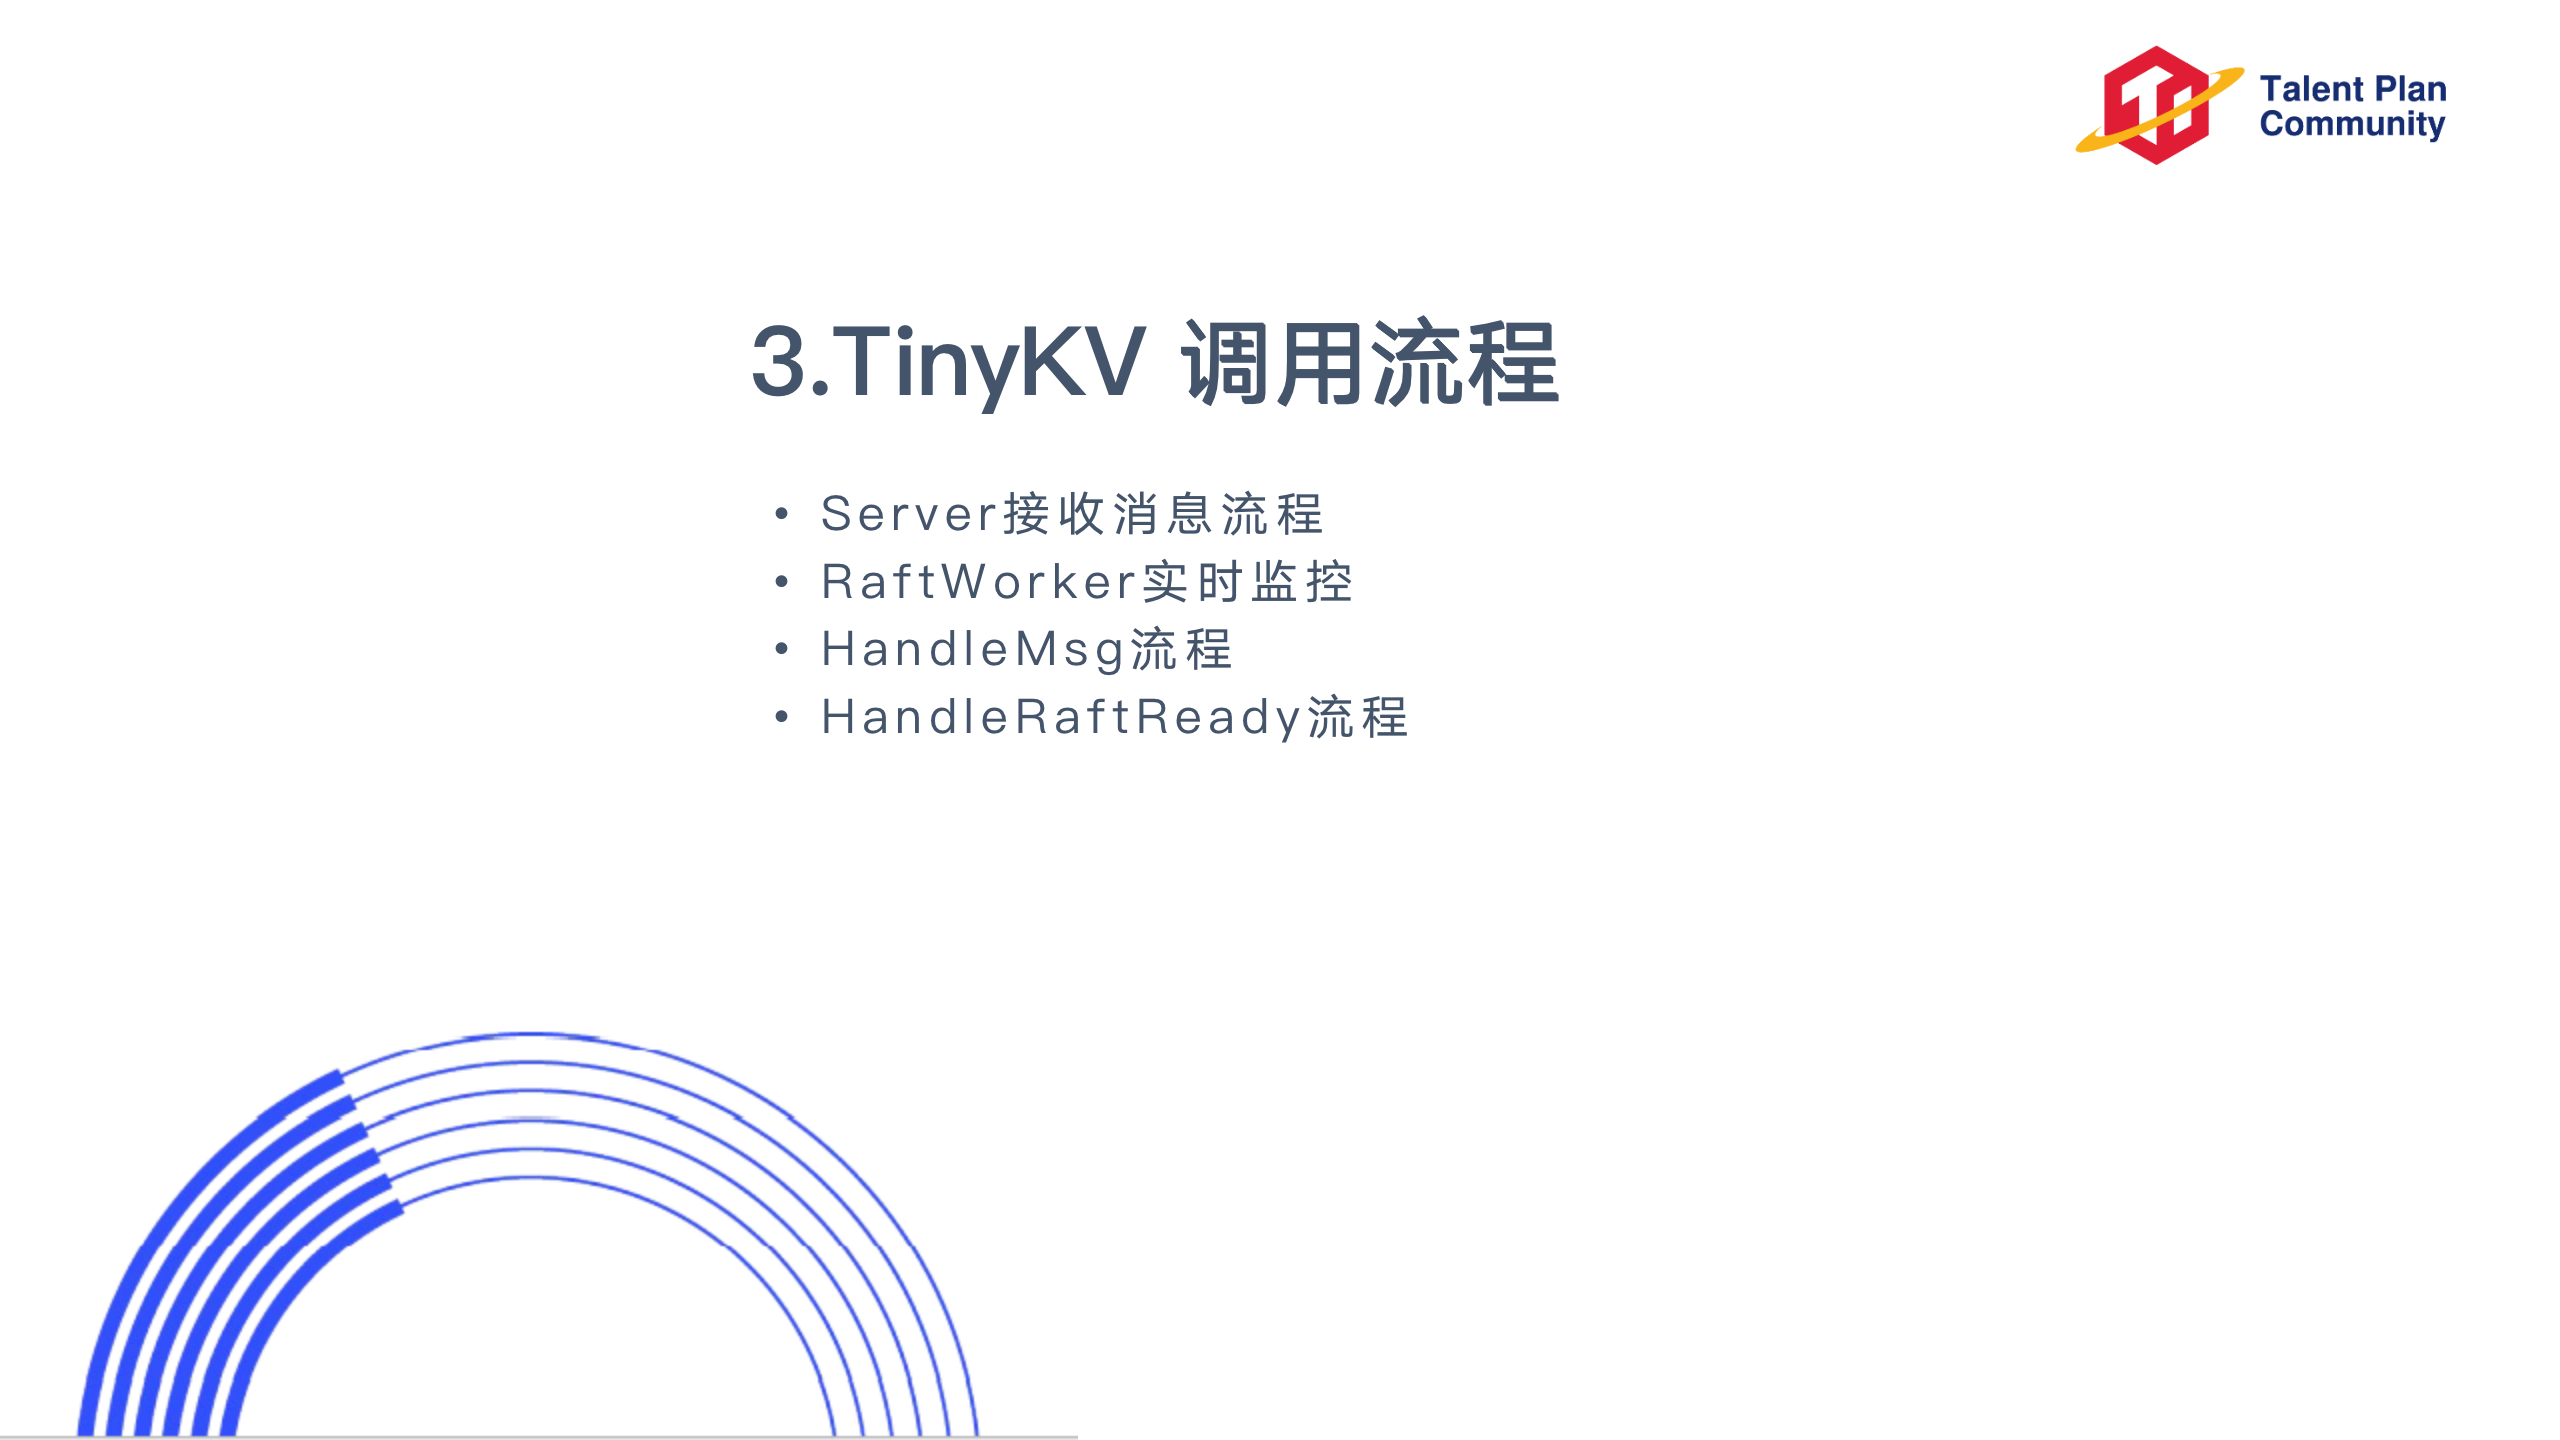 Talent Plan
Community
3.TinyKV 调用流程
• Server接收消息流程
• RaftWorker实时监控
• HandleMsg流程
• HandleRaftReady流程